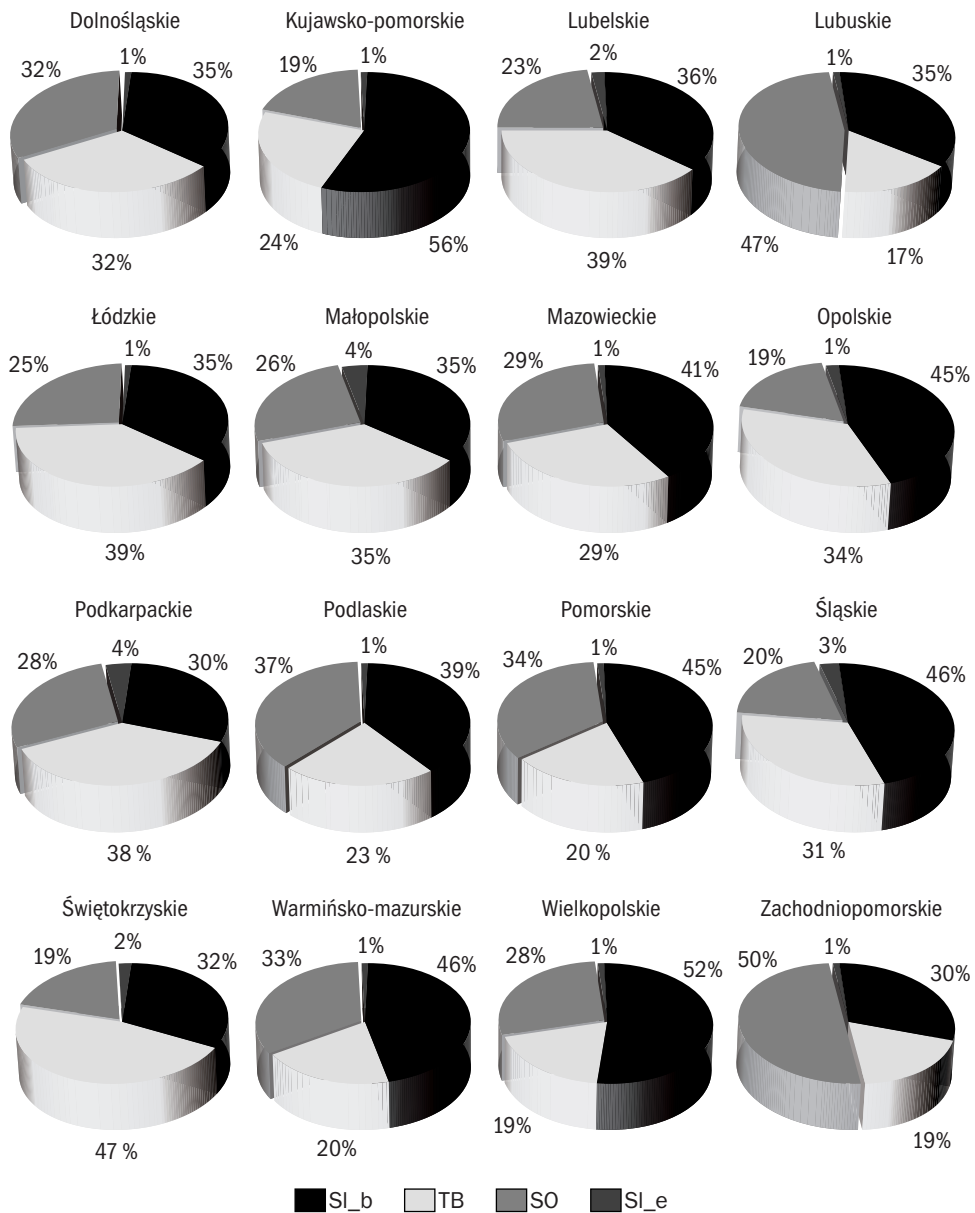 Dolnośląskie Kujawsko-pomorskie Lubelskie Lubuskie
32% 1% 35% 19% 1% 23% 2% 36% 1% 35%
32% 24% 56% 39% 47% 17%
Łódzkie Małopolskie Mazowieckie Opolskie
25% 1% 35% 26% 4% 35% 29% 1% 41% 19% 1% 45%
39% 35% 29% 34%
Podkarpackie Podlaskie Pomorskie Śląskie
28% 4% 30% 37% 1% 39% 34% 1% 45% 20% 3% 46%
38 % 23 % 20 % 31 %
Świętokrzyskie Warmińsko-mazurskie Wielkopolskie Zachodniopomorskie
19% 2% 32% 33% 1% 46% 28% 1% 52% 50% 1% 30%
47 % 20% 19% 19%
SI_b TB SO SI_e